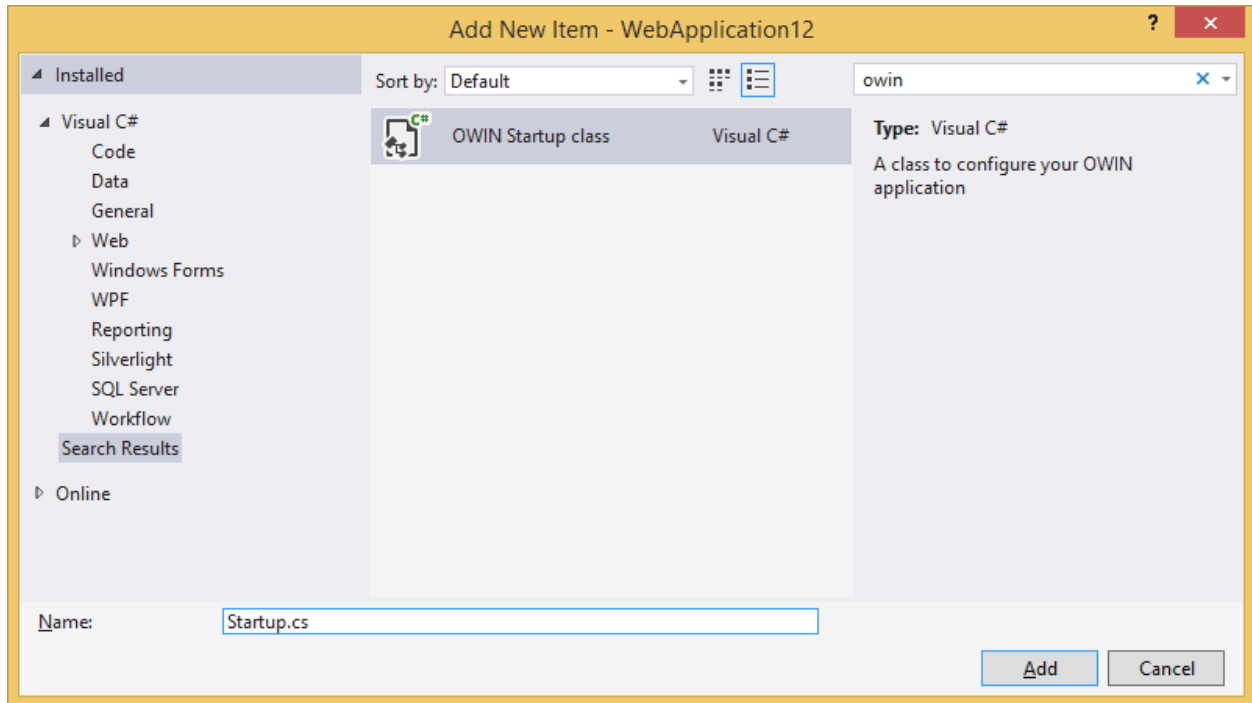 Add New Item - WebApplication12
? ×
Installed
Visual C#
Code
Data
General
Web
Windows Forms
WPF
Reporting
Silverlight
SQL Server
Workflow
Search Results
Online
Sort by: Default
C# OWIN Startup class Visual C#
owin
Type: Visual C#
A class to configure your OWIN
application
Name: Startup.cs
Add Cancel